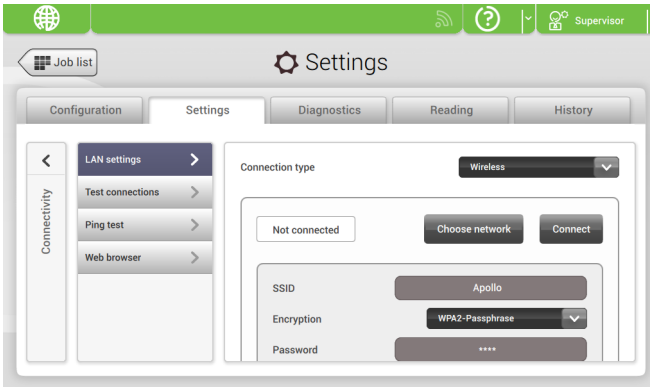 Supervisor
Job list
Settings
Configuration
Settings
Diagnostics
Reading
History
Connectivity
LAN settings
Test connections
Ping test
Web browser
Connection type
Wireless
Not connected
Choose network
Connect
SSID
Apollo
Encryption
WPA2-Passphrase
Password
****